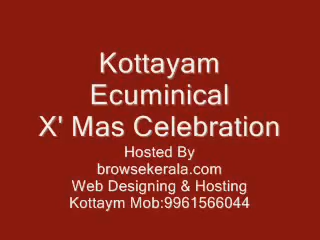 Kottayam
Ecuminical
X' Mas Celebration
Hosted By
browsekerala.com
Web Designing & Hosting
Kottaym Mob:9961566044